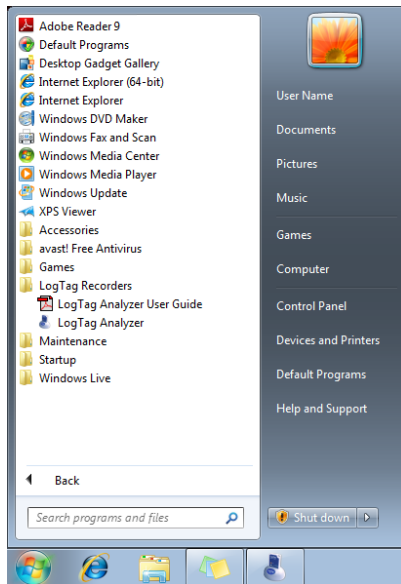 Adobe Reader 9
Default Programs
Desktop Gadget Gallery
Internet Explorer (64-bit)
Internet Explorer
Windows DVD Maker
Windows Fax and Scan
Windows Media Center
Windows Media Player
Windows Update
XPS Viewer
Accessories
avast! Free Antivirus
Games
LogTag Recorders
LogTag Analyzer User Guide
LogTag Analyzer
Maintenance
Startup
Windows Live
Back
Search programs and files
User Name
Documents
Pictures
Music
Games
Computer
Control Panel
Devices and Printers
Default Programs
Help and Support
Shut down